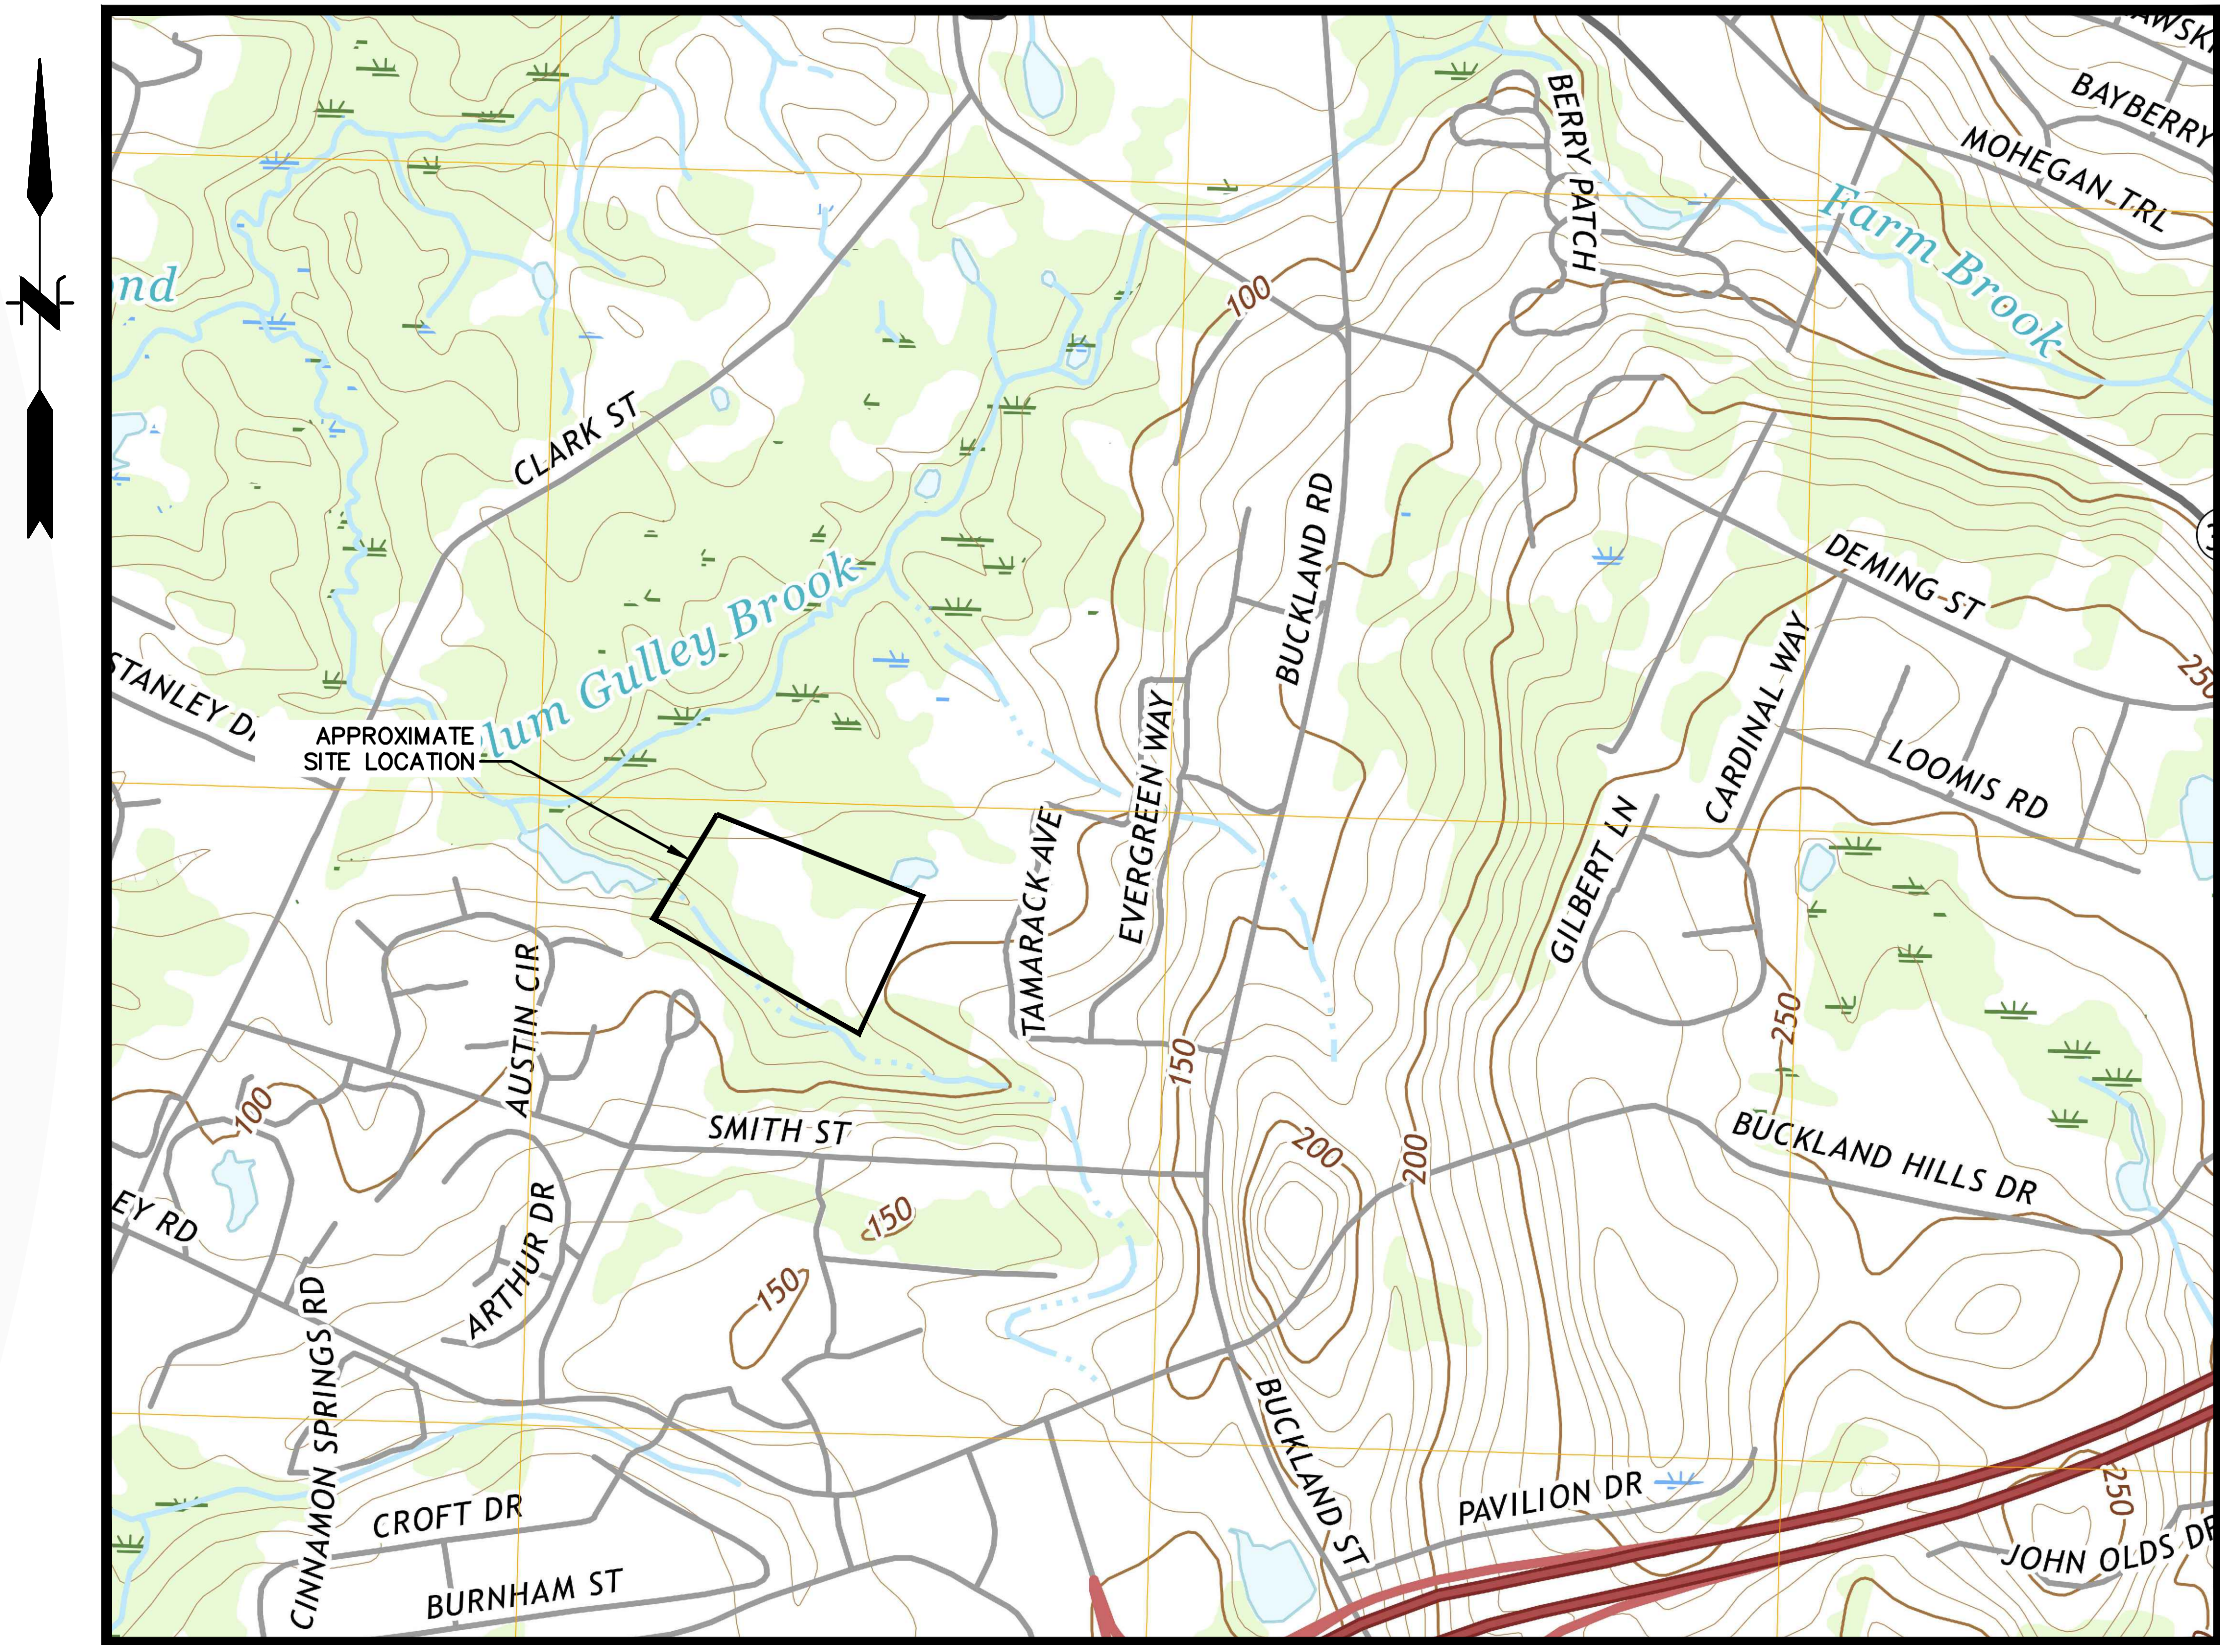 BAYBERRY
MOHEGAN TRL
BERRY PATCH
Farm Brook
nd
100
CLARK ST
BUCKLAND RD
DEMING ST
lum Gulley Brook
CARDINAL WAY
250
STANLEY D
APPROXIMATE
SITE LOCATION
EVERGREEN WAY
LOOMIS RD
GILBERT LN
TAMARACK AVE
AUSTIN CIR
250
150
100
SMITH ST
200
200
BUCKLAND HILLS DR
EY RD
ARTHUR DR
150
150
CINNAMON SPRINGS RD
BUCKLAND ST
PAVILION DR
250
CROFT DR
JOHN OLDS DR
BURNHAM ST
N